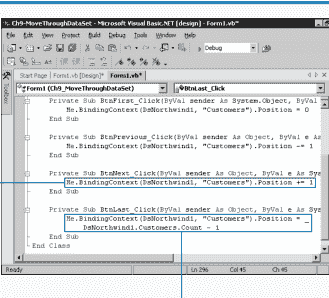 Ch9-MoveThroughDataSet - Microsoft Visual Basic.NET [design] - Form1.vb*
File Edit View Project Build Debug Tools Window Help
Debug
Start Page Form1.vb [Design]* Form1.vb*
Toolbox
Form1 (Ch9_MoveThroughDataSet) BtnLast_Click
Private Sub BtnFirst_Click(ByVal sender As System.Object, ByVal
Me.BindingContext(DsNorthwind1, "Customers").Position = 0
End Sub
Private Sub BtnPrevious_Click(ByVal sender As Object, ByVal e As
Me.BindingContext(DsNorthwind1, "Customers").Position -= 1
End Sub
Private Sub BtnNext_Click(ByVal sender As Object, ByVal e As Sys
Me.BindingContext(DsNorthwind1, "Customers").Position += 1
End Sub
Private Sub BtnLast_Click(ByVal sender As Object, ByVal e As Sys
Me.BindingContext(DsNorthwind1, "Customers").Position = _
DsNorthwind1.Customers.Count - 1
End Sub
End Class
Ready Ln 296 Col 45 Ch 45